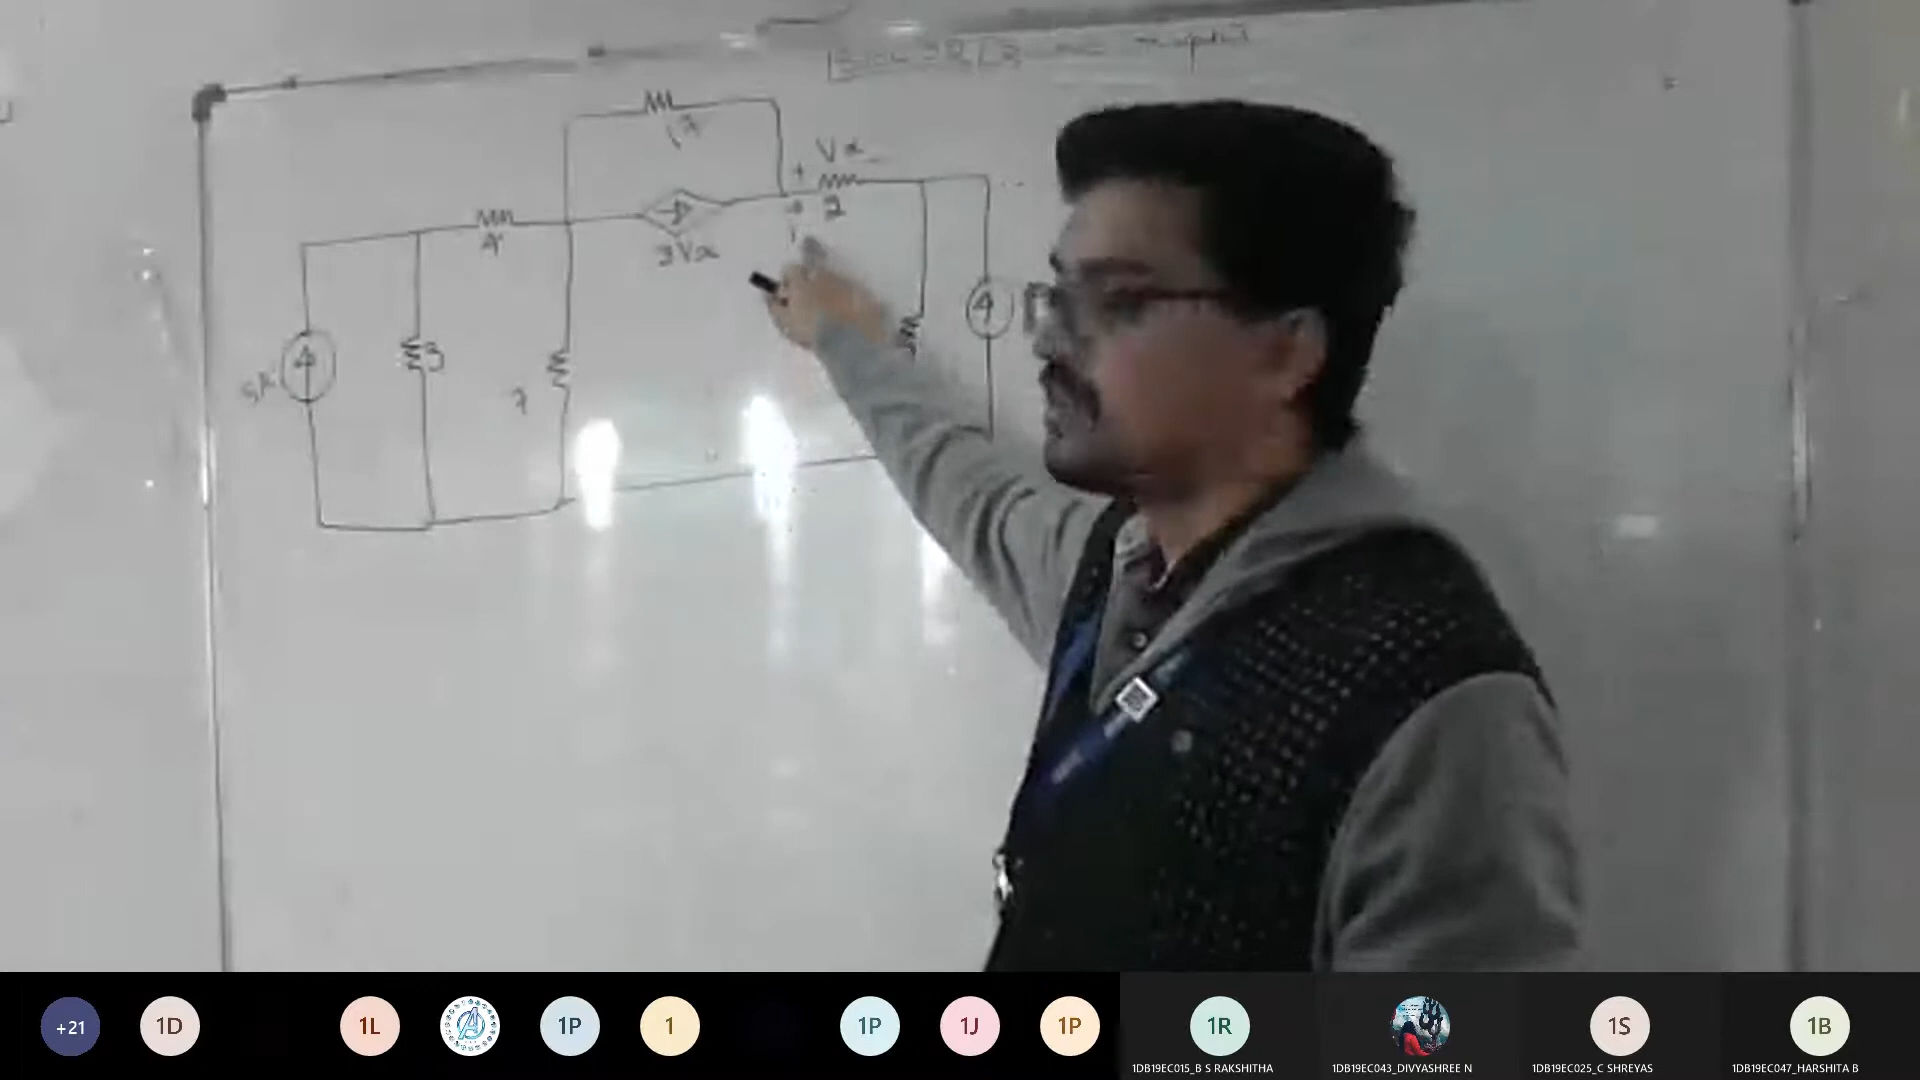 17
Vx
+
2
4
3Vx
5A
3
7
+21
1D
1L
1P
1
1P
1J
1P
1R
1S
1B
1DB19EC015_B S RAKSHITHA
1DB19EC043_DIVYASHREE N
1DB19EC025_C SHREYAS
1DB19EC047_HARSHITA B